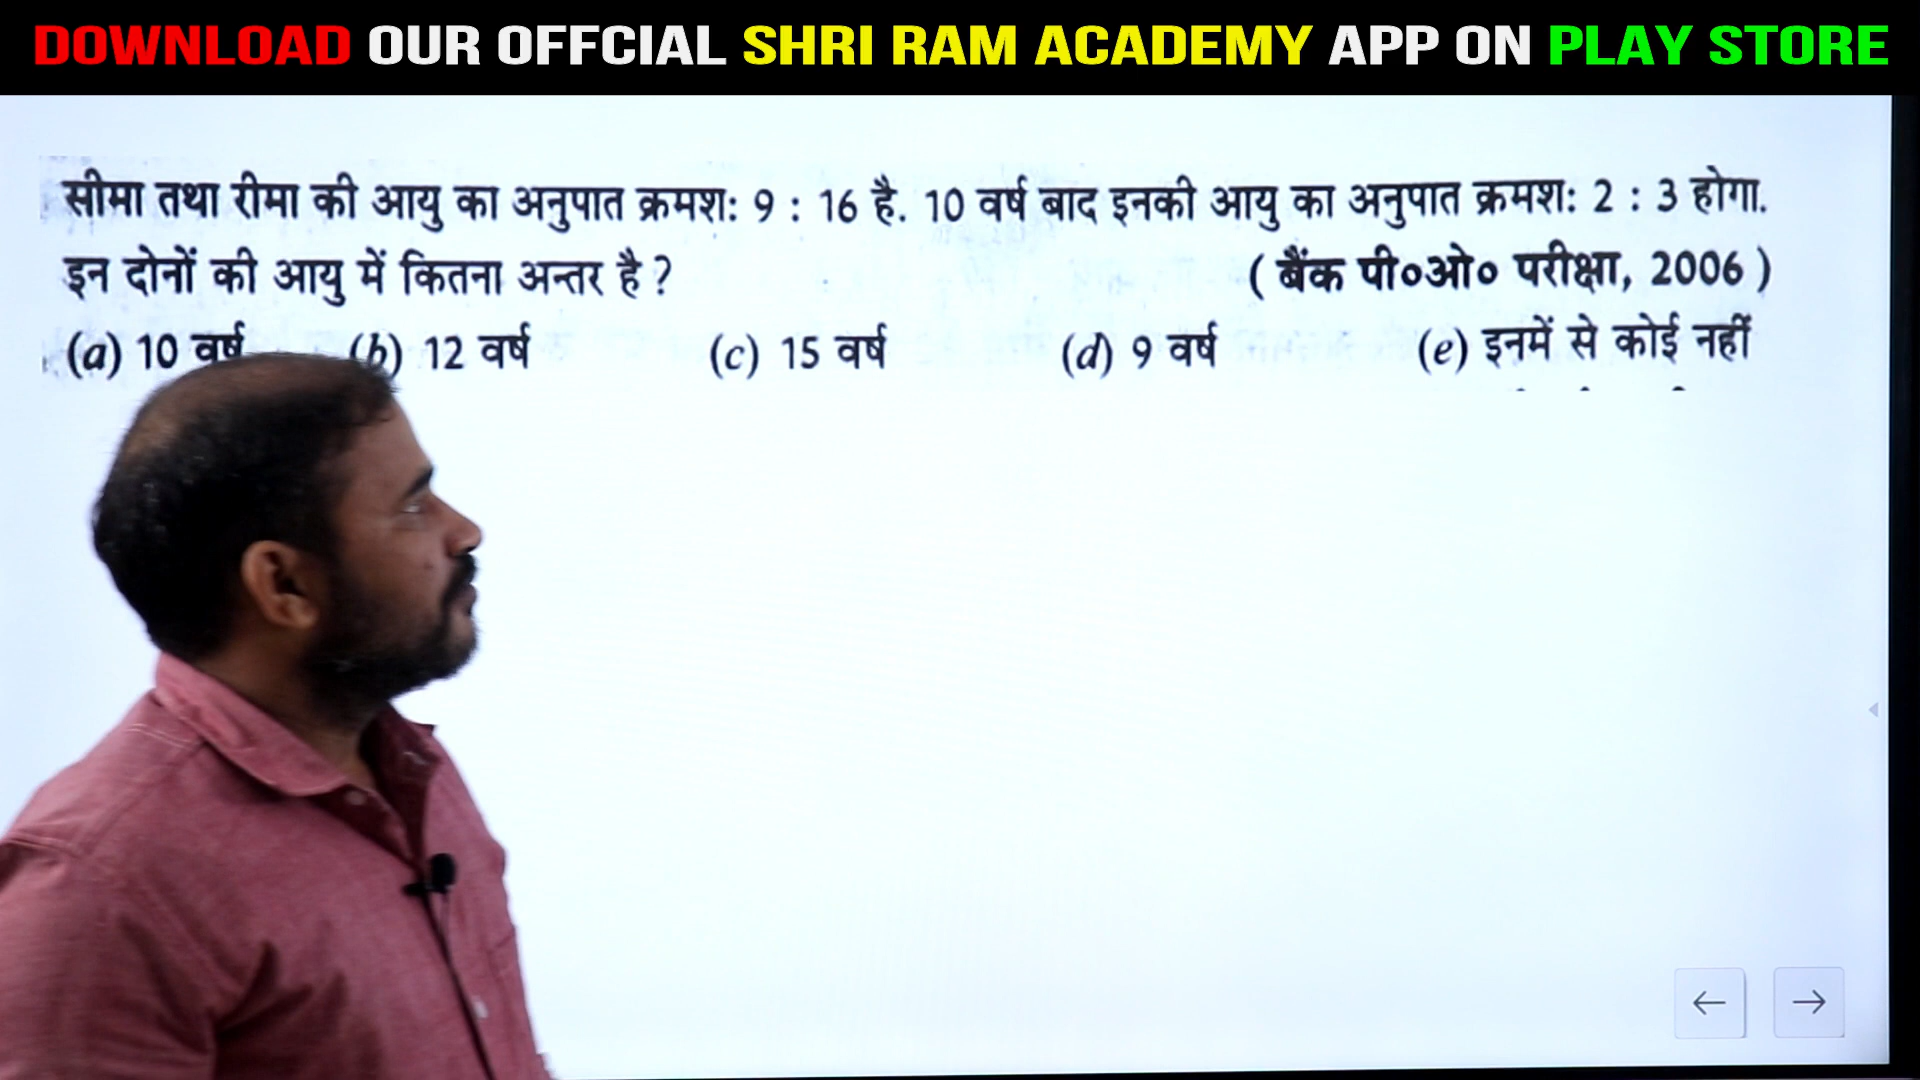 DOWNLOAD OUR OFFCIAL SHRI RAM ACADEMY APP ON PLAY STORE
सीमा तथा रीमा की आयु का अनुपात क्रमश: 9 : 16 है. 10 वर्ष बाद इनकी आयु का अनुपात क्रमश: 2 : 3 होगा.
इन दोनों की आयु में कितना अन्तर है ? ( बैंक पी०ओ० परीक्षा, 2006 )
(a) 10 वर्ष (b) 12 वर्ष (c) 15 वर्ष (d) 9 वर्ष (e) इनमें से कोई नहीं